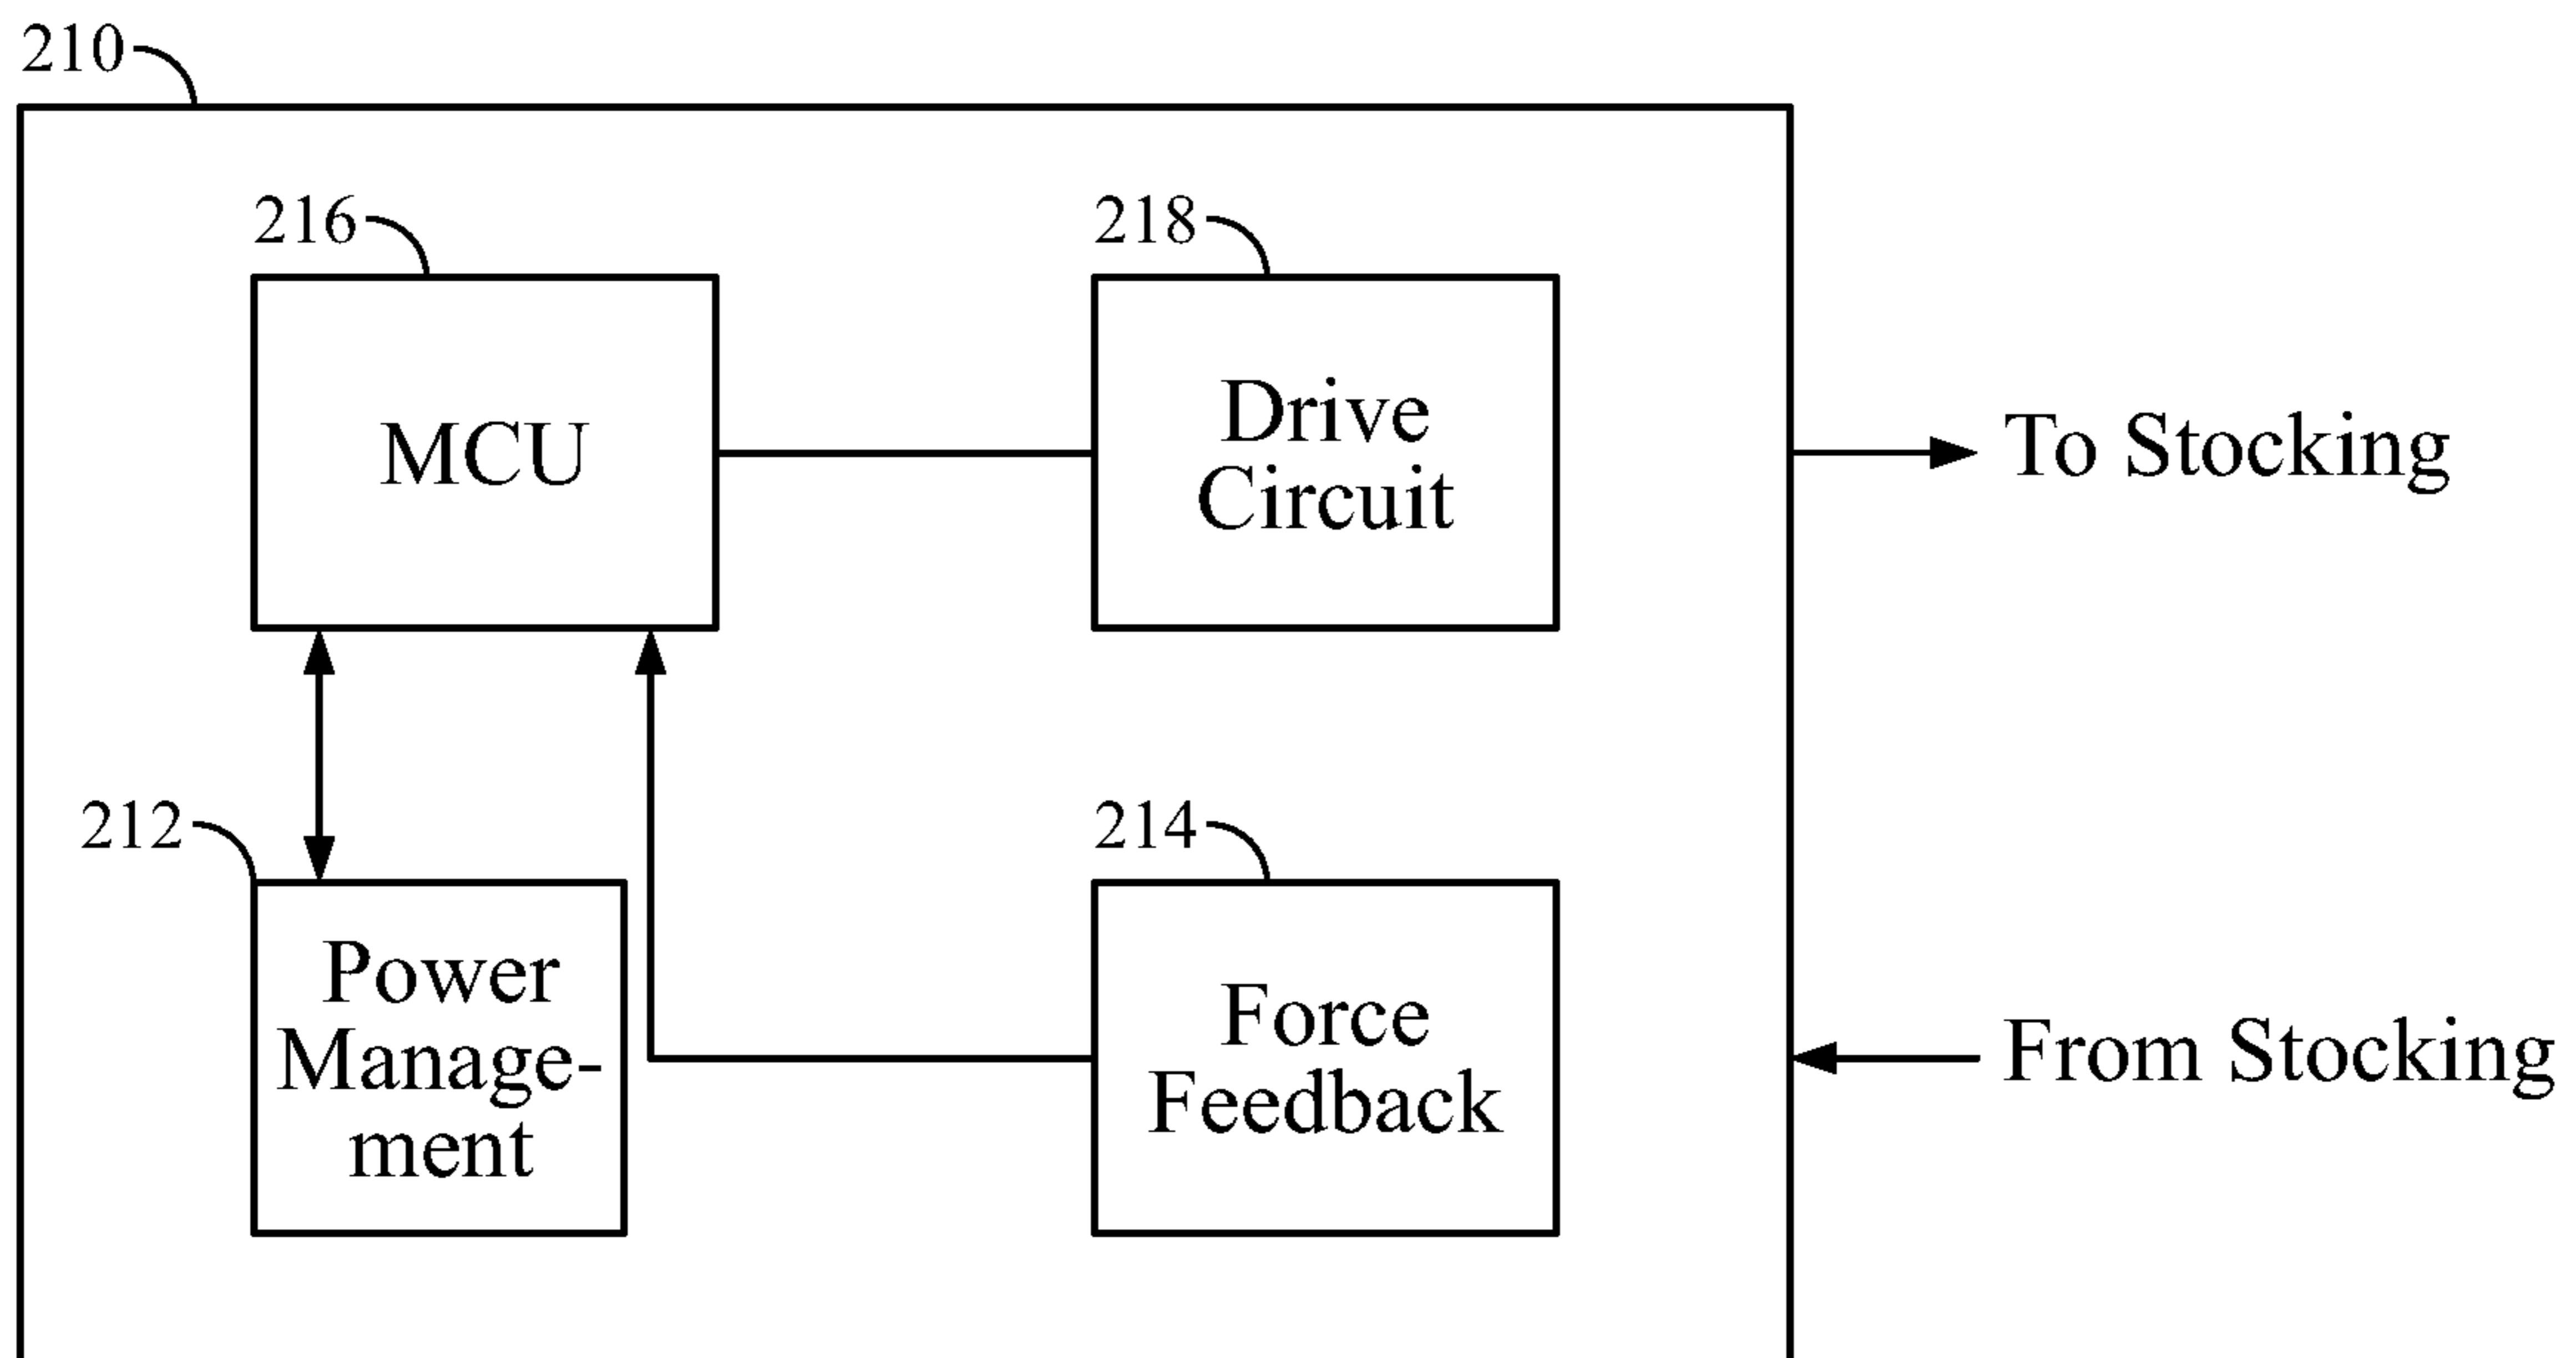 210
216
218
MCU
Drive
Circuit
To Stocking
212
214
Power
Manage-
ment
Force
Feedback
From Stocking